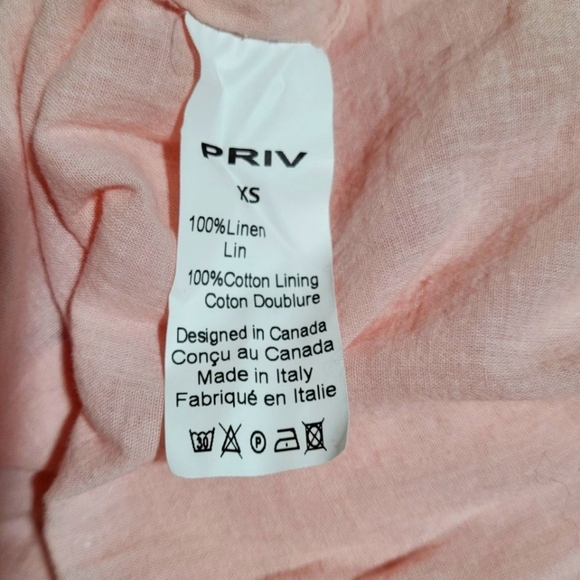 PRIV
XS
100%Linen
Lin
100%Cotton Lining
Coton Doublure
Designed in Canada
Conçu au Canada
Made in Italy
Fabriqué en Italie
30 P